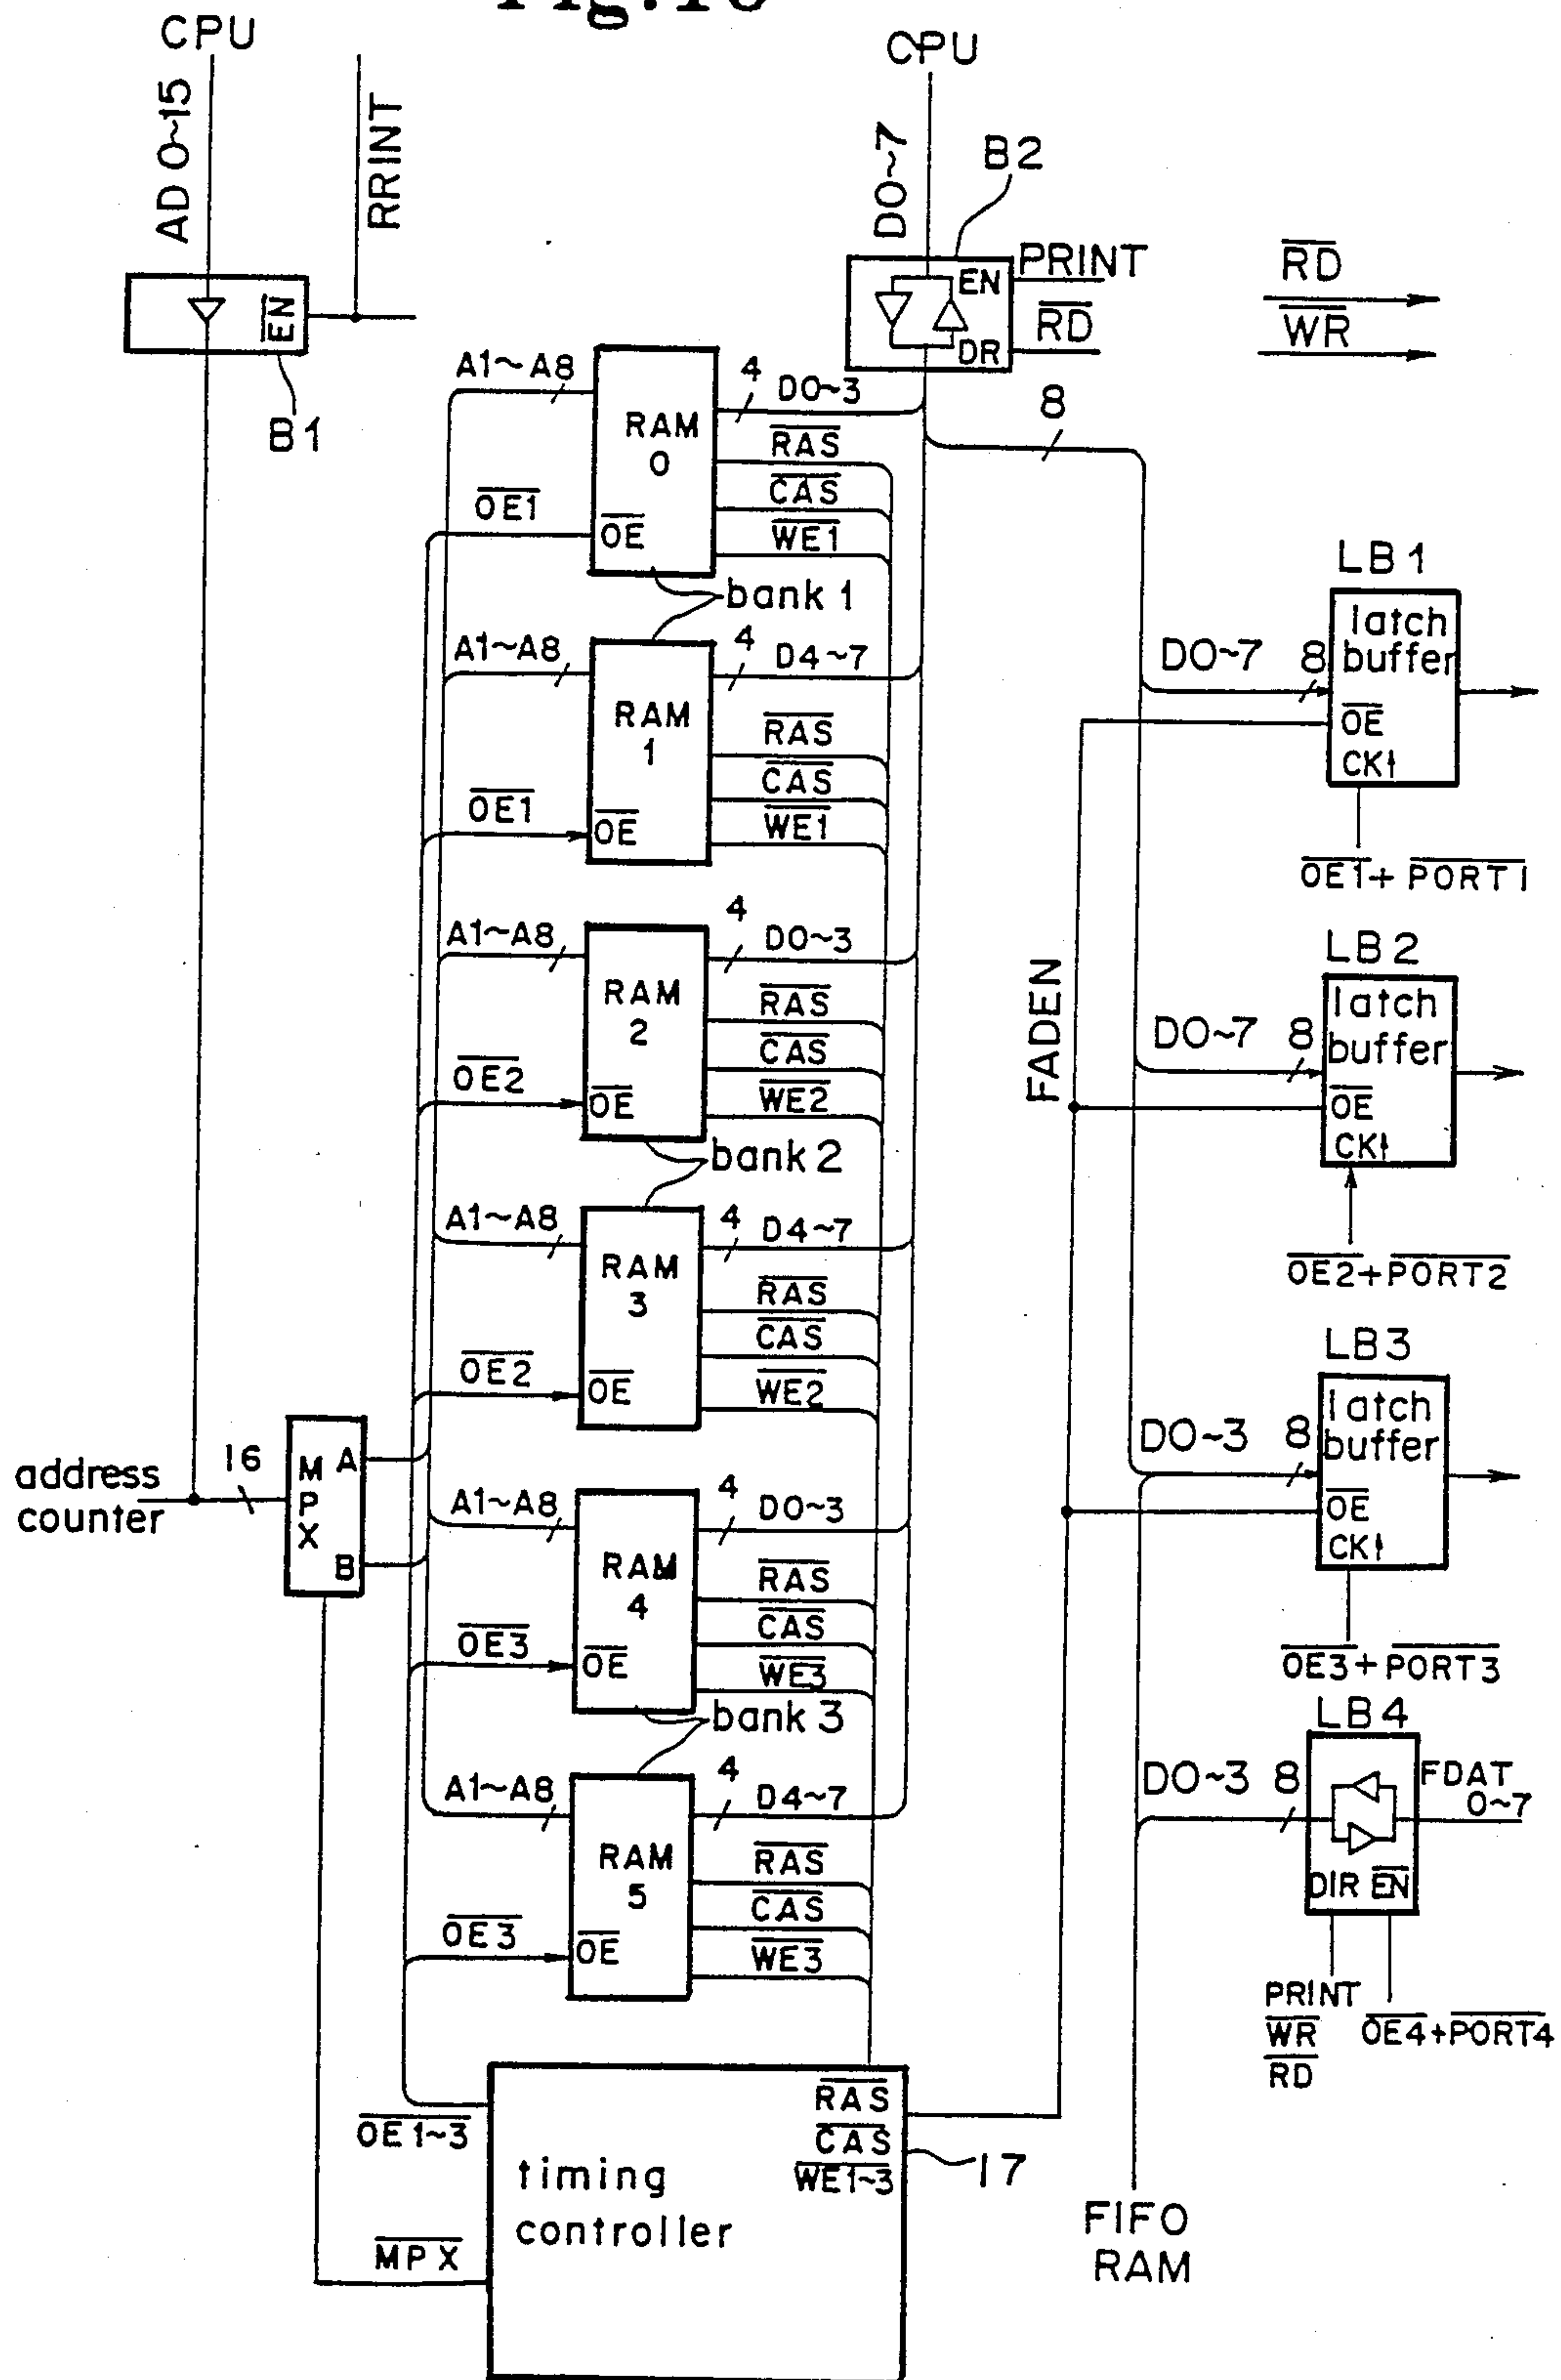 CPU
AD 0~15
RRINT
CPU
D0~7
B2
EN
PRINT
RD
DR
RD
WR
EN
B1
A1~A8
RAM
0
OE1
OE
4 D0~3
RAS
CAS
WE1
8
bank 1
A1~A8
RAM
1
OE1
OE
4 D4~7
RAS
CAS
WE1
LB1
latch
buffer
D0~7 8
OE
CK↑
OE1+PORT1
A1~A8
RAM
2
OE2
OE
4 D0~3
RAS
CAS
WE2
FADEN
LB2
latch
buffer
D0~7 8
OE
CK↑
OE2+PORT2
bank 2
A1~A8
RAM
3
OE2
OE
4 D4~7
RAS
CAS
WE2
LB3
latch
buffer
D0~3 8
OE
CK↑
OE3+PORT3
address
counter
16
MPX
A
B
A1~A8
RAM
4
OE3
OE
4 D0~3
RAS
CAS
WE3
bank 3
A1~A8
RAM
5
OE3
OE
4 D4~7
RAS
CAS
WE3
LB4
D0~3 8
FDAT
0~7
DIR EN
PRINT
WR
RD
OE4+PORT4
OE1~3
RAS
CAS
WE1~3
17
timing
controller
MPX
FIFO
RAM